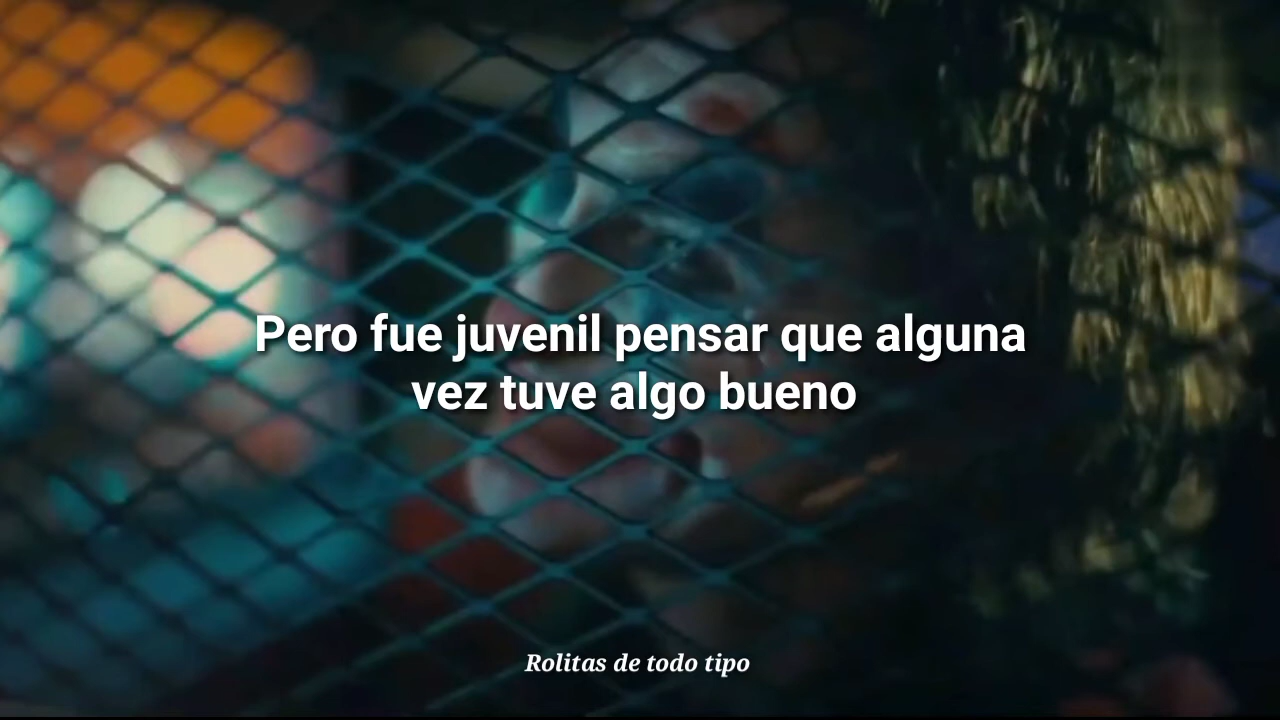 Pero fue juvenil pensar que alguna
vez tuve algo bueno
Rolitas de todo tipo